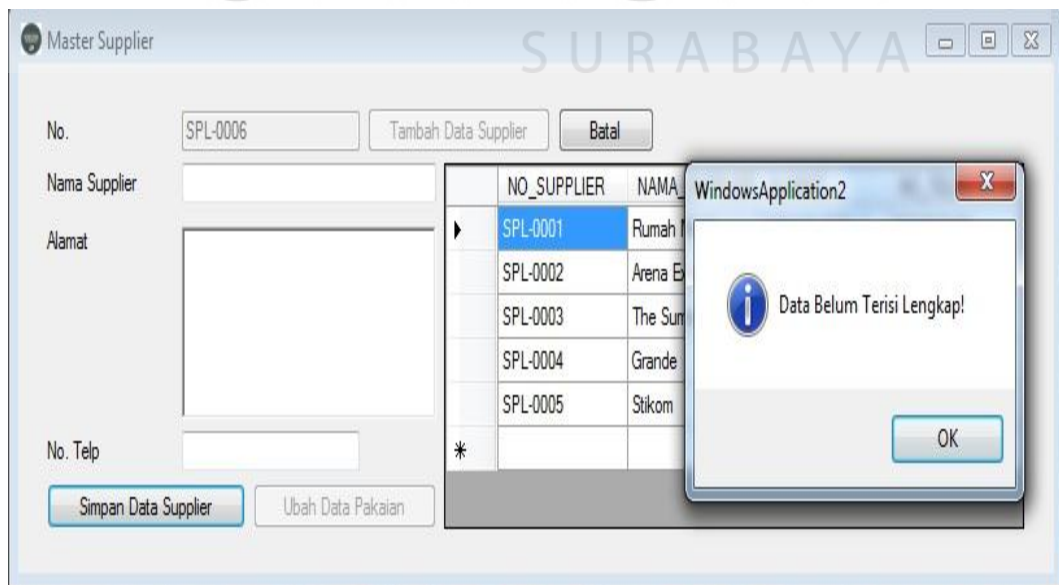 Master Supplier
SURABAYA
No.
SPL-0006
Tambah Data Supplier
Batal
Nama Supplier
Alamat
No. Telp
Simpan Data Supplier
Ubah Data Pakaian
NO_SUPPLIER NAMA_
SPL-0001 Rumah
SPL-0002 Arena
SPL-0003 The
SPL-0004 Grande
SPL-0005 Stikom
WindowsApplication2
Data Belum Terisi Lengkap!
OK